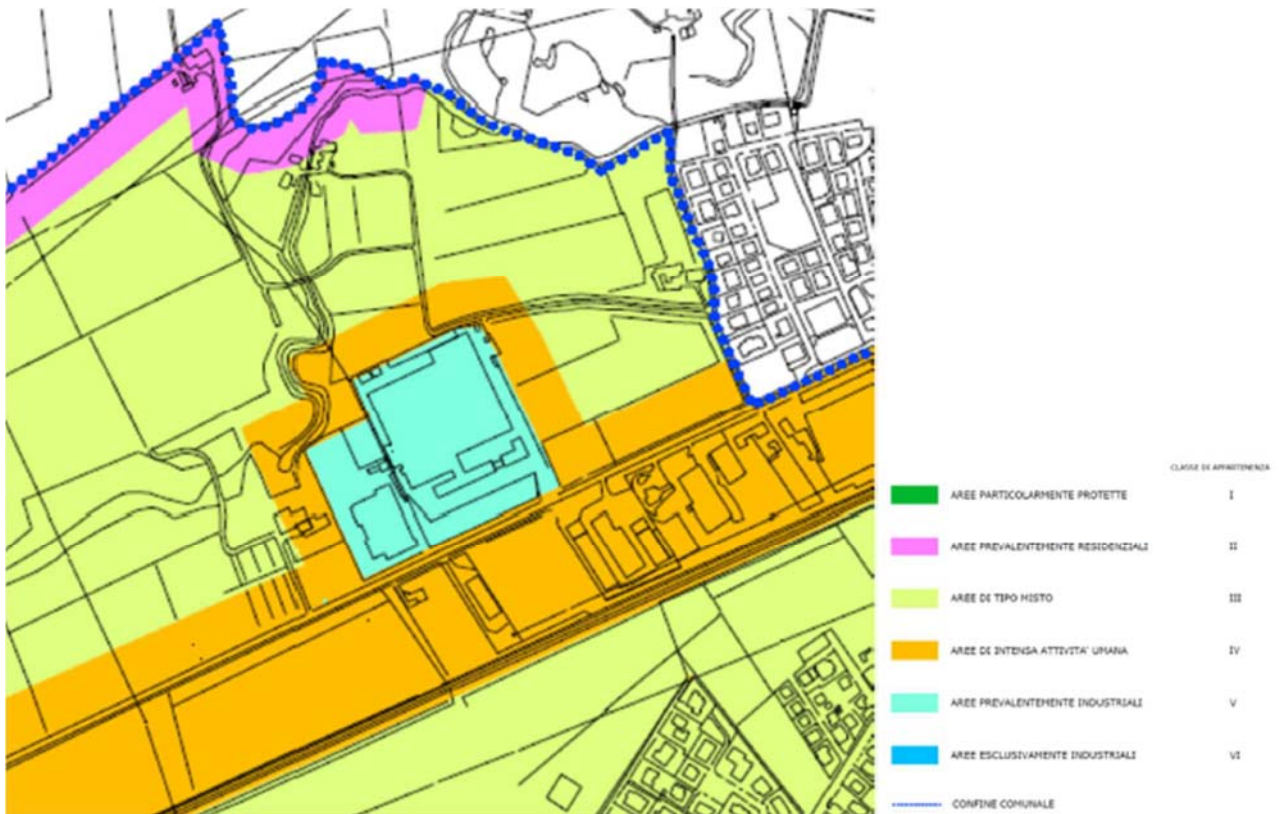 CLASSE DI APPARTENENZA
AREE PARTICOLARMENTE PROTETTE I
AREE PREVALENTEMENTE RESIDENZIALI II
AREE DI TIPO MISTO III
AREE DI INTENSA ATTIVITA' UMANA IV
AREE PREVALENTEMENTE INDUSTRIALI V
AREE ESCLUSIVAMENTE INDUSTRIALI VI
CONFINE COMUNALE